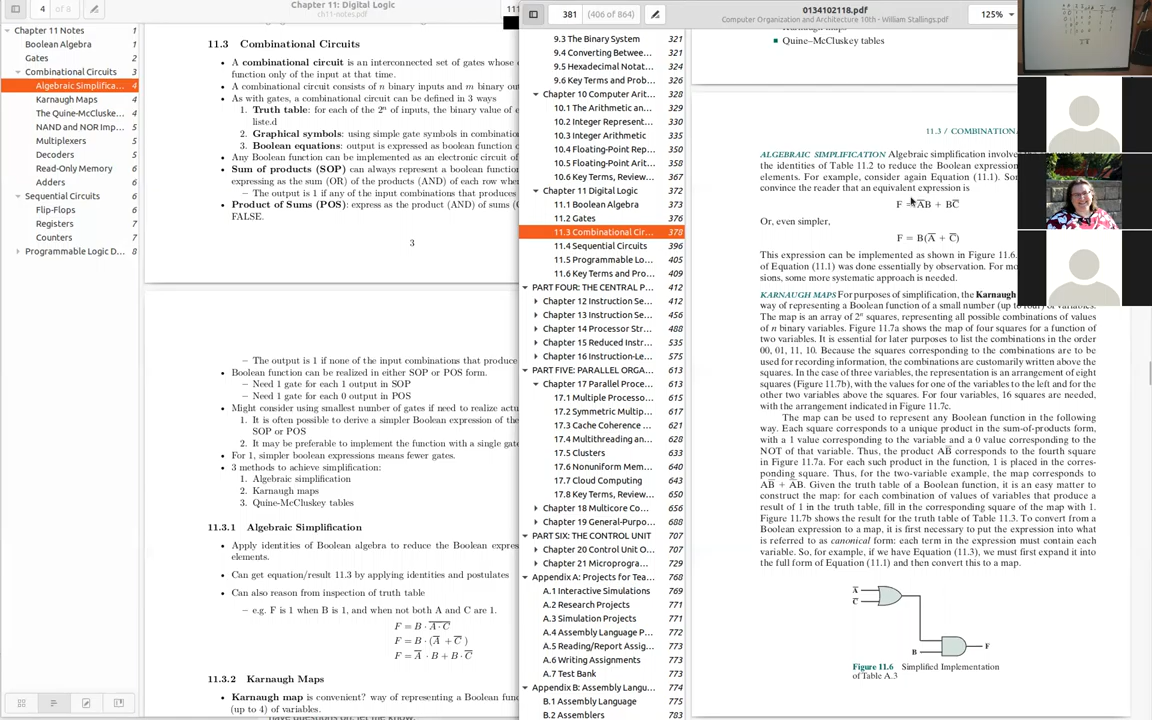 4 of 8
Chapter 11: Digital Logic
ch11-notes.pdf
111
Chapter 11 Notes 1
Boolean Algebra 1
Gates 2
Combinational Circuits 3
Algebraic Simplifica... 4
Karnaugh Maps 4
The Quine-McCluske... 4
NAND and NOR Imp... 5
Multiplexers 5
Decoders 5
Read-Only Memory 6
Adders 6
Sequential Circuits 6
Flip-Flops 6
Registers 7
Counters 7
Programmable Logic D... 8
11.3 Combinational Circuits
• A combinational circuit is an interconnected set of gates whose
function only of the input at that time.
• A combinational circuit consists of n binary inputs and m binary out
• As with gates, a combinational circuit can be defined in 3 ways
1. Truth table: for each of the 2ⁿ of inputs, the binary value of
liste.d
2. Graphical symbols: using simple gate symbols in combination
3. Boolean equations: output is expressed as boolean function
• Any Boolean function can be implemented as an electronic circuit of
• Sum of products (SOP) can always represent a boolean function
expressing as the sum (OR) of the products (AND) of each row whe
– The output is 1 if any of the input combinations that produces
• Product of Sums (POS): express as the product (AND) of sums (
FALSE.
3
– The output is 1 if none of the input combinations that produce
• Boolean function can be realized in either SOP or POS form.
– Need 1 gate for each 1 output in SOP
– Need 1 gate for each 0 output in POS
• Might consider using smallest number of gates if need to realize actu
1. It is often possible to derive a simpler Boolean expression of the
SOP or POS
2. It may be preferable to implement the function with a single gat
• For 1, simpler boolean expressions means fewer gates.
• 3 methods to achieve simplification:
1. Algebraic simplification
2. Karnaugh maps
3. Quine-McCluskey tables
11.3.1 Algebraic Simplification
• Apply identities of Boolean algebra to reduce the Boolean expres
elements.
• Can get equation/result 11.3 by applying identities and postulates
• Can also reason from inspection of truth table
– e.g. F is 1 when B is 1, and when not both A and C are 1.
F = B · A̅ ̅·̅ ̅C̅
F = B · (A̅ + C̅ )
F = A̅ · B + B · C̅
11.3.2 Karnaugh Maps
• Karnaugh map is convenient? way of representing a Boolean funct
(up to 4) of variables.
381 (406 of 864)
0134102118.pdf
Computer Organization and Architecture 10th - William Stallings.pdf
125%
9.3 The Binary System 321
9.4 Converting Betwee... 321
9.5 Hexadecimal Notat... 324
9.6 Key Terms and Prob... 326
Chapter 10 Computer Arit... 328
10.1 The Arithmetic an... 329
10.2 Integer Represent... 330
10.3 Integer Arithmetic 335
10.4 Floating-Point Rep... 350
10.5 Floating-Point Arit... 358
10.6 Key Terms, Review... 367
Chapter 11 Digital Logic 372
11.1 Boolean Algebra 373
11.2 Gates 376
11.3 Combinational Cir... 378
11.4 Sequential Circuits 396
11.5 Programmable Lo... 405
11.6 Key Terms and Pro... 409
PART FOUR: THE CENTRAL P... 412
Chapter 12 Instruction Se... 412
Chapter 13 Instruction Se... 456
Chapter 14 Processor Str... 488
Chapter 15 Reduced Instr... 535
Chapter 16 Instruction-Le... 575
PART FIVE: PARALLEL ORGA... 613
Chapter 17 Parallel Proce... 613
17.1 Multiple Processo... 615
17.2 Symmetric Multip... 617
17.3 Cache Coherence ... 621
17.4 Multithreading an... 628
17.5 Clusters 633
17.6 Nonuniform Mem... 640
17.7 Cloud Computing 643
17.8 Key Terms, Review... 650
Chapter 18 Multicore Com... 656
Chapter 19 General-Purpo... 688
PART SIX: THE CONTROL UNIT 707
Chapter 20 Control Unit O... 707
Chapter 21 Microprogra... 729
Appendix A: Projects for Tea... 768
A.1 Interactive Simulations 769
A.2 Research Projects 771
A.3 Simulation Projects 771
A.4 Assembly Language P... 772
A.5 Reading/Report Assig... 773
A.6 Writing Assignments 773
A.7 Test Bank 773
Appendix B: Assembly Langu... 774
B.1 Assembly Language 775
B.2 Assemblers 783
■ Quine–McCluskey tables
11.3 / COMBINATION
ALGEBRAIC SIMPLIFICATION Algebraic simplification involve
the identities of Table 11.2 to reduce the Boolean expression
elements. For example, consider again Equation (11.1). Som
convince the reader that an equivalent expression is
F = A̅B + BC̅
Or, even simpler,
F = B(A̅ + C̅)
This expression can be implemented as shown in Figure 11.6.
of Equation (11.1) was done essentially by observation. For mo
sions, some more systematic approach is needed.
KARNAUGH MAPS For purposes of simplification, the Karnaugh
way of representing a Boolean function of a small number (up to four) of variables.
The map is an array of 2ⁿ squares, representing all possible combinations of values
of n binary variables. Figure 11.7a shows the map of four squares for a function of
two variables. It is essential for later purposes to list the combinations in the order
00, 01, 11, 10. Because the squares corresponding to the combinations are to be
used for recording information, the combinations are customarily written above the
squares. In the case of three variables, the representation is an arrangement of eight
squares (Figure 11.7b), with the values for one of the variables to the left and for the
other two variables above the squares. For four variables, 16 squares are needed,
with the arrangement indicated in Figure 11.7c.
The map can be used to represent any Boolean function in the following
way. Each square corresponds to a unique product in the sum-of-products form,
with a 1 value corresponding to the variable and a 0 value corresponding to the
NOT of that variable. Thus, the product AB̅ corresponds to the fourth square
in Figure 11.7a. For each such product in the function, 1 is placed in the corres-
ponding square. Thus, for the two-variable example, the map corresponds to
AB̅ + A̅B. Given the truth table of a Boolean function, it is an easy matter to
construct the map: for each combination of values of variables that produce a
result of 1 in the truth table, fill in the corresponding square of the map with 1.
Figure 11.7b shows the result for the truth table of Table 11.3. To convert from a
Boolean expression to a map, it is first necessary to put the expression into what
is referred to as canonical form: each term in the expression must contain each
variable. So, for example, if we have Equation (11.3), we must first expand it into
the full form of Equation (11.1) and then convert this to a map.
A̅
C̅
B
F
Figure 11.6 Simplified Implementation
of Table A.3